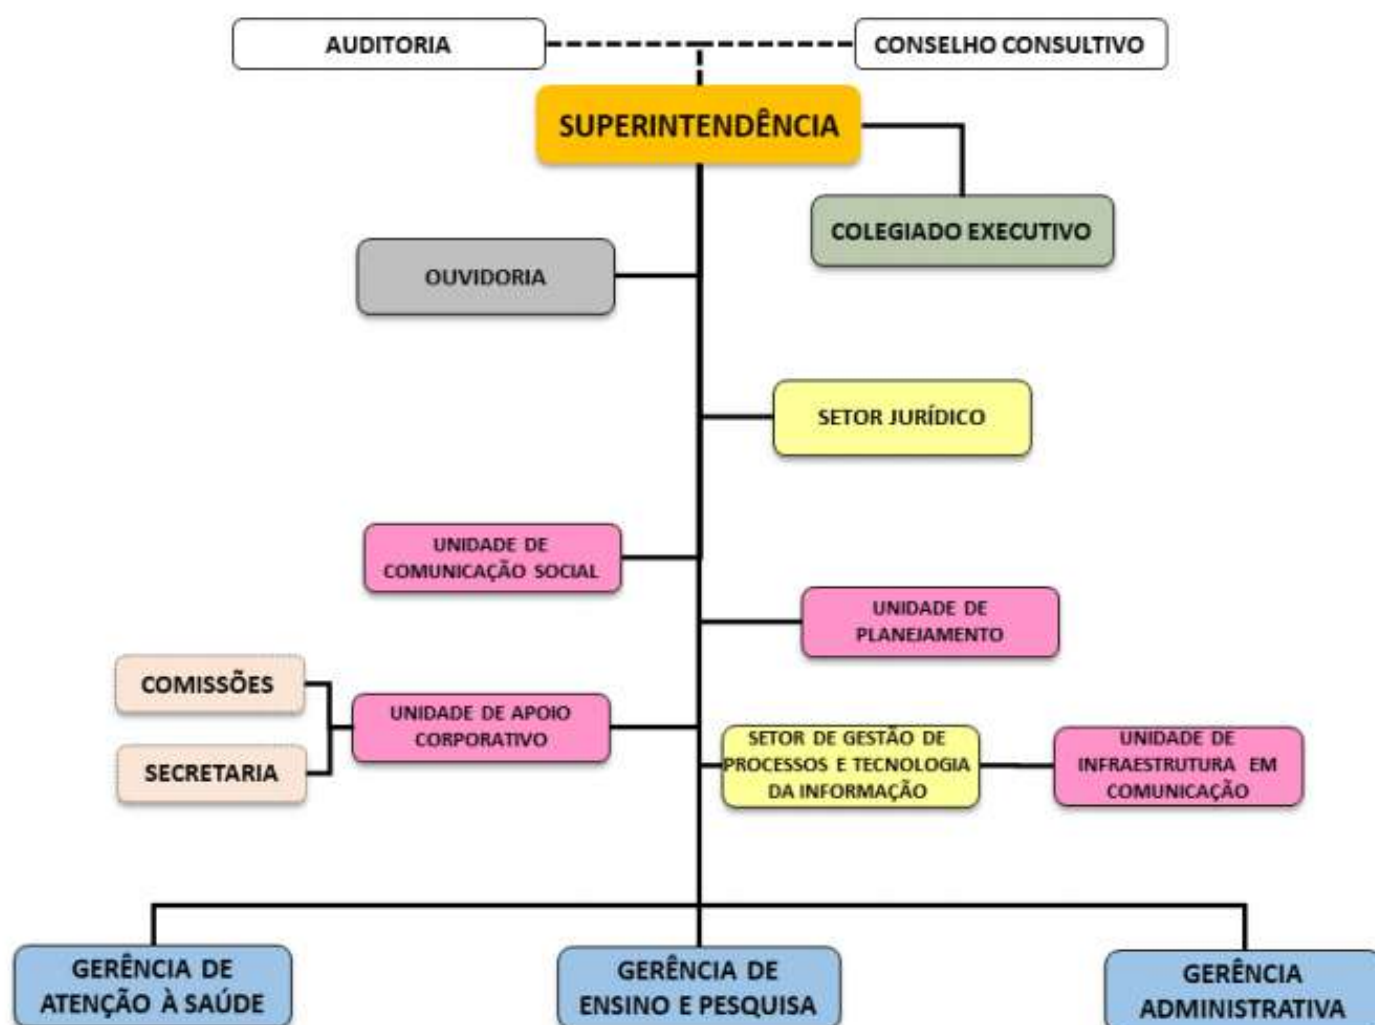 AUDITORIA
CONSELHO CONSULTIVO
SUPERINTENDÊNCIA
COLEGIADO EXECUTIVO
OUVIDORIA
SETOR JURÍDICO
UNIDADE DE
COMUNICAÇÃO SOCIAL
UNIDADE DE
PLANEJAMENTO
COMISSÕES
SECRETARIA
UNIDADE DE APOIO
CORPORATIVO
SETOR DE GESTÃO DE
PROCESSOS E TECNOLOGIA
DA INFORMAÇÃO
UNIDADE DE
INFRAESTRUTURA EM
COMUNICAÇÃO
GERÊNCIA DE
ATENÇÃO À SAÚDE
GERÊNCIA DE
ENSINO E PESQUISA
GERÊNCIA
ADMINISTRATIVA